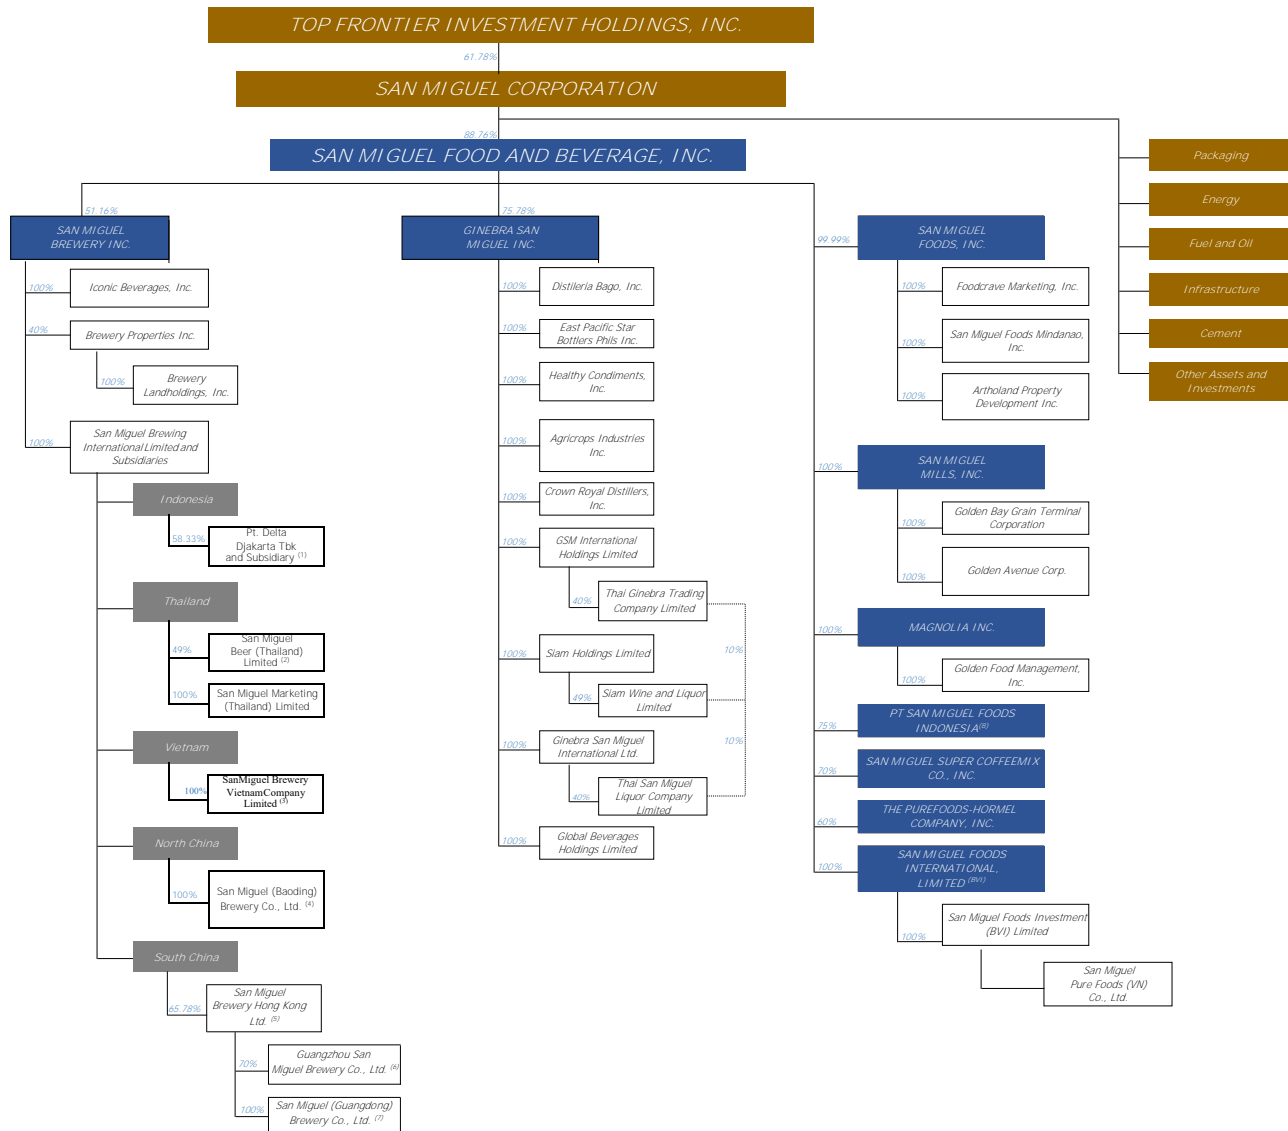 TOP FRONTIER INVESTMENT HOLDINGS, INC.
61.78%
SAN MIGUEL CORPORATION
88.76%
SAN MIGUEL FOOD AND BEVERAGE, INC.
Packaging
Energy
Fuel and Oil
Infrastructure
Cement
Other Assets and
Investments
51.16%
SAN MIGUEL
BREWERY INC.
100%
Iconic Beverages, Inc.
40%
Brewery Properties Inc.
100%
Brewery
Landholdings, Inc.
100%
San Miguel Brewing
International Limited and
Subsidiaries
Indonesia
58.33%
Pt. Delta
Djakarta Tbk
and Subsidiary (1)
Thailand
49%
San Miguel
Beer (Thailand)
Limited (2)
100%
San Miguel Marketing
(Thailand) Limited
Vietnam
100%
SanMiguel Brewery
VietnamCompany
Limited (3)
North China
100%
San Miguel (Baoding)
Brewery Co., Ltd. (4)
South China
65.78%
San Miguel
Brewery Hong Kong
Ltd. (5)
70%
Guangzhou San
Miguel Brewery Co., Ltd. (6)
100%
San Miguel (Guangdong)
Brewery Co., Ltd. (7)
75.78%
GINEBRA SAN
MIGUEL INC.
100%
Distileria Bago, Inc.
100%
East Pacific Star
Bottlers Phils Inc.
100%
Healthy Condiments,
Inc.
100%
Agricrops Industries
Inc.
100%
Crown Royal Distillers,
Inc.
100%
GSM International
Holdings Limited
40%
Thai Ginebra Trading
Company Limited
10%
100%
Siam Holdings Limited
49%
Siam Wine and Liquor
Limited
10%
100%
Ginebra San Miguel
International Ltd.
40%
Thai San Miguel
Liquor Company
Limited
100%
Global Beverages
Holdings Limited
99.99%
SAN MIGUEL
FOODS, INC.
100%
Foodcrave Marketing, Inc.
100%
San Miguel Foods Mindanao,
Inc.
100%
Artholand Property
Development Inc.
100%
SAN MIGUEL
MILLS, INC.
100%
Golden Bay Grain Terminal
Corporation
100%
Golden Avenue Corp.
100%
MAGNOLIA INC.
100%
Golden Food Management,
Inc.
75%
PT SAN MIGUEL FOODS
INDONESIA(8)
70%
SAN MIGUEL SUPER COFFEEMIX
CO., INC.
60%
THE PUREFOODS-HORMEL
COMPANY, INC.
100%
SAN MIGUEL FOODS
INTERNATIONAL,
LIMITED (BVI)
100%
San Miguel Foods Investment
(BVI) Limited
San Miguel
Pure Foods (VN)
Co., Ltd.